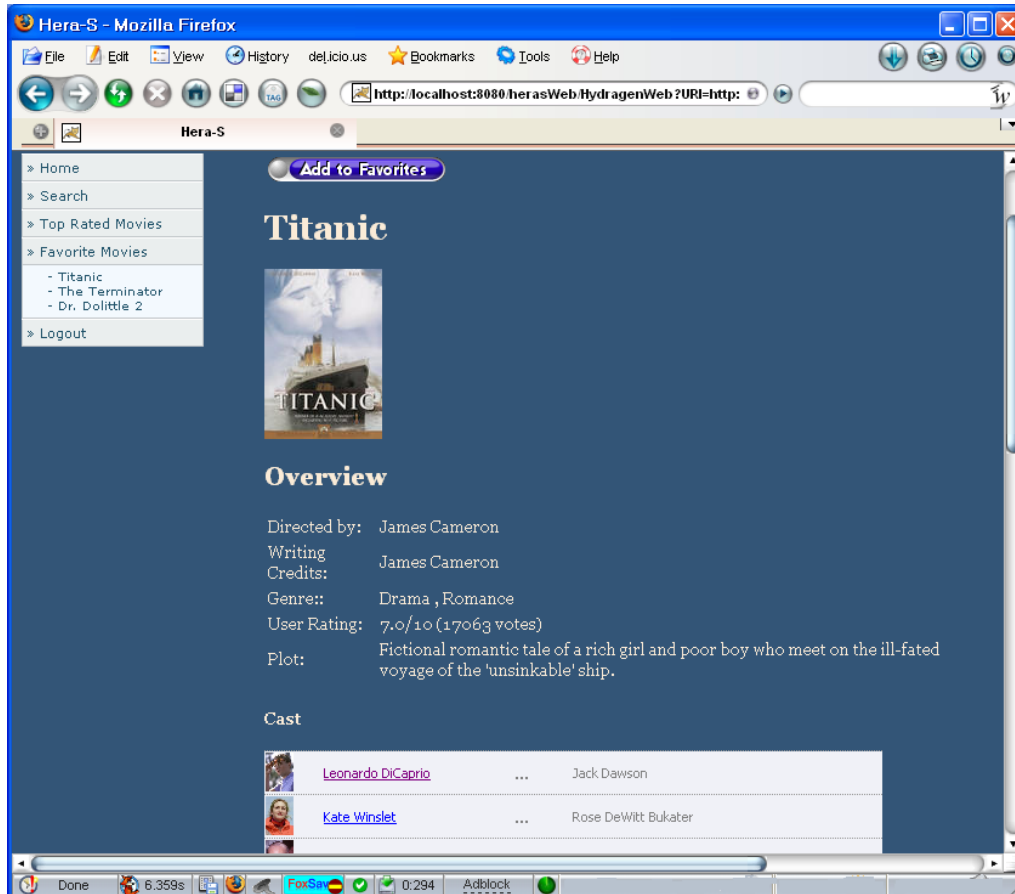 Hera-S - Mozilla Firefox
File Edit View History del.icio.us Bookmarks Tools Help
TAG http://localhost:8080/herasWeb/HydragenWeb?URI=http: W
Hera-S
» Home
» Search
» Top Rated Movies
» Favorite Movies
- Titanic
- The Terminator
- Dr. Dolittle 2
» Logout
Add to Favorites
Titanic
TITANIC
Overview
Directed by: James Cameron
Writing
Credits: James Cameron
Genre:: Drama , Romance
User Rating: 7.0/10 (17063 votes)
Plot: Fictional romantic tale of a rich girl and poor boy who meet on the ill-fated
voyage of the 'unsinkable' ship.
Cast
Leonardo DiCaprio ... Jack Dawson
Kate Winslet ... Rose DeWitt Bukater
Done 6.359s FoxSave 0:294 Adblock